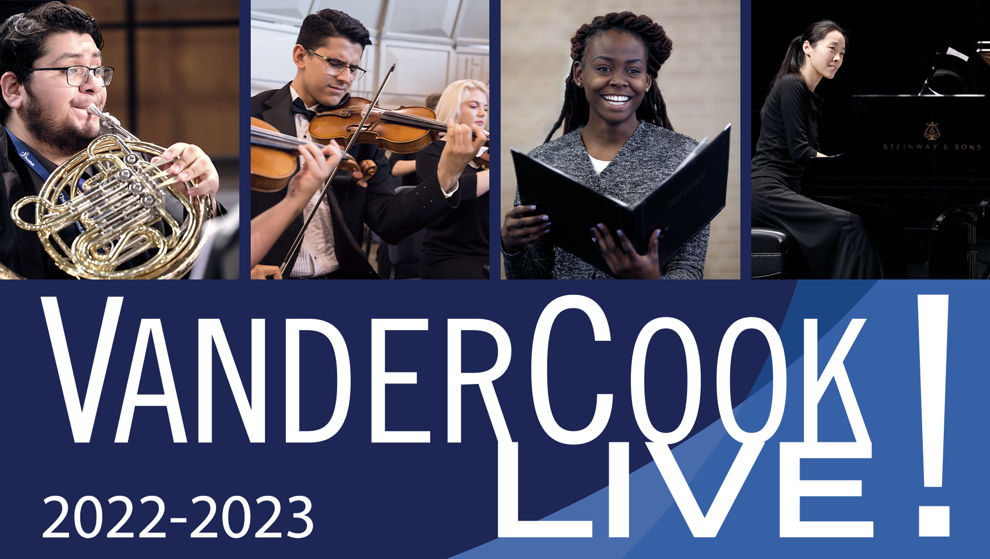 STEINWAY & SONS
VANDERCOOK
LIVE!
2022-2023